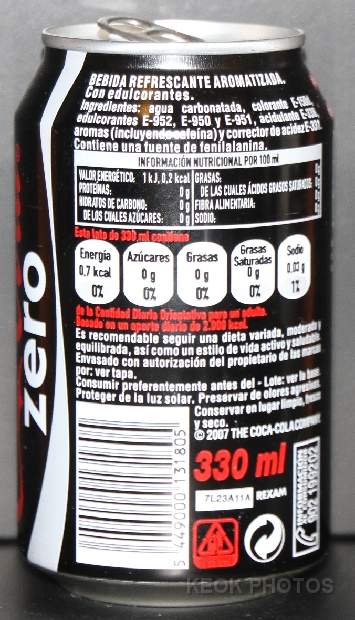 BEBIDA REFRESCANTE AROMATIZADA.
Con edulcorantes.
Ingredientes: agua carbonatada, colorante
edulcorantes E-952, E-950 y E-951, acidulante
aromas (incluyendo cafeína) y corrector de acidez
Contiene una fuente de fenilalanina.
INFORMACIÓN NUTRICIONAL POR 100 ml
VALOR ENERGÉTICO: 1 kJ, 0,2 kcal GRASAS:
PROTEÍNAS: 0 g DE LAS CUALES ÁCIDOS GRASOS SATURADOS:
HIDRATOS DE CARBONO: 0 g FIBRA ALIMENTARIA:
DE LOS CUALES AZÚCARES: 0 g SODIO:
Esta lata de 330 ml contiene
Energía Azúcares Grasas Grasas Saturadas Sodio
0,7 kcal 0 g 0 g 0 g 0,03 g
0% 0% 0% 0% 1%
de la Cantidad Diaria Orientativa para un adulto.
Basado en un aporte diario de 2.000 kcal.
Es recomendable seguir una dieta variada, moderada y
equilibrada, así como un estilo de vida activo y saludable.
Envasado con autorización del propietario de las marcas
por: ver tapa.
Consumir preferentemente antes del - Lote: ver la base.
Proteger de la luz solar. Preservar de olores agresivos.
Conservar en lugar limpio, fresco
y seco.
© 2007 THE COCA-COLA COMPANY
zero
330 ml
7L23A11A REXAM
5 449000 131805
902 199202
KEOK PHOTOS